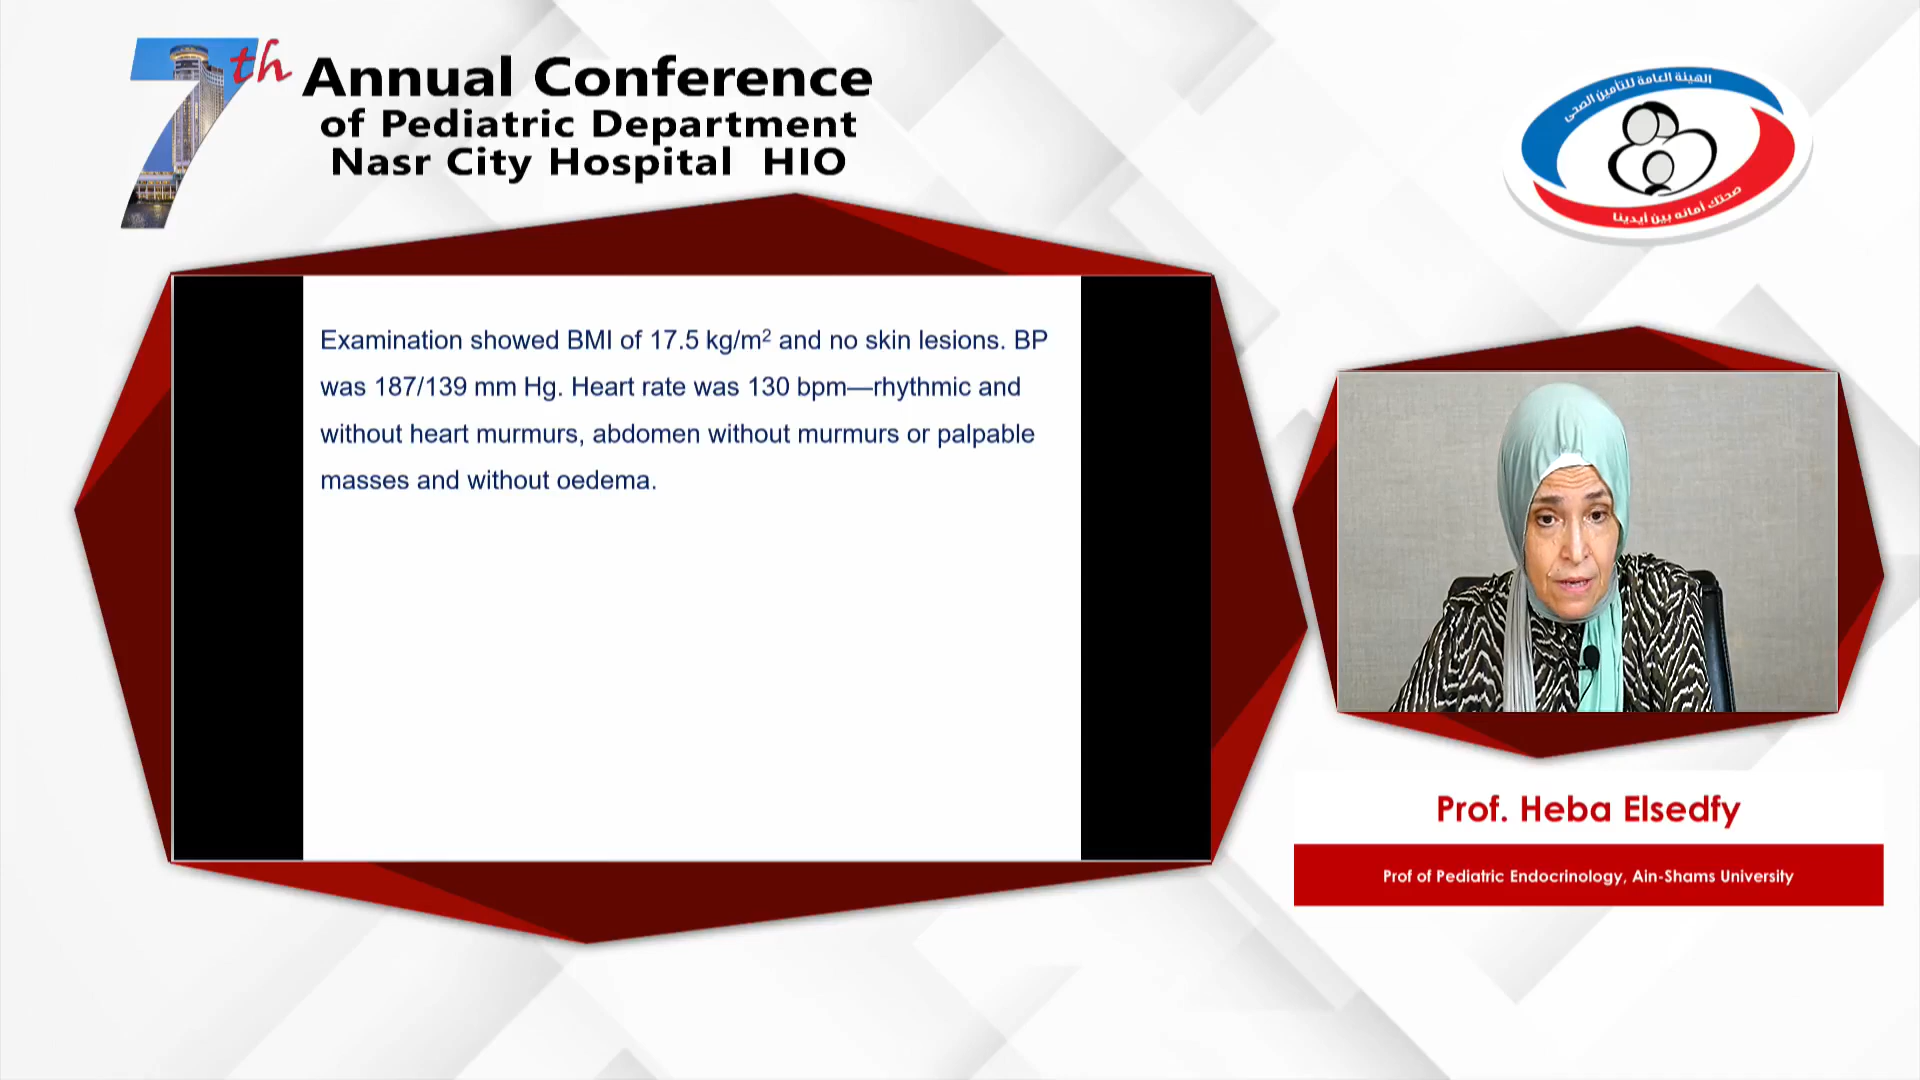 7th Annual Conference
of Pediatric Department
Nasr City Hospital HIO
الهيئة العامة للتأمين الصحى
صحتك أمانه بين أيدينا
Examination showed BMI of 17.5 kg/m² and no skin lesions. BP
was 187/139 mm Hg. Heart rate was 130 bpm—rhythmic and
without heart murmurs, abdomen without murmurs or palpable
masses and without oedema.
Prof. Heba Elsedfy
Prof of Pediatric Endocrinology, Ain-Shams University